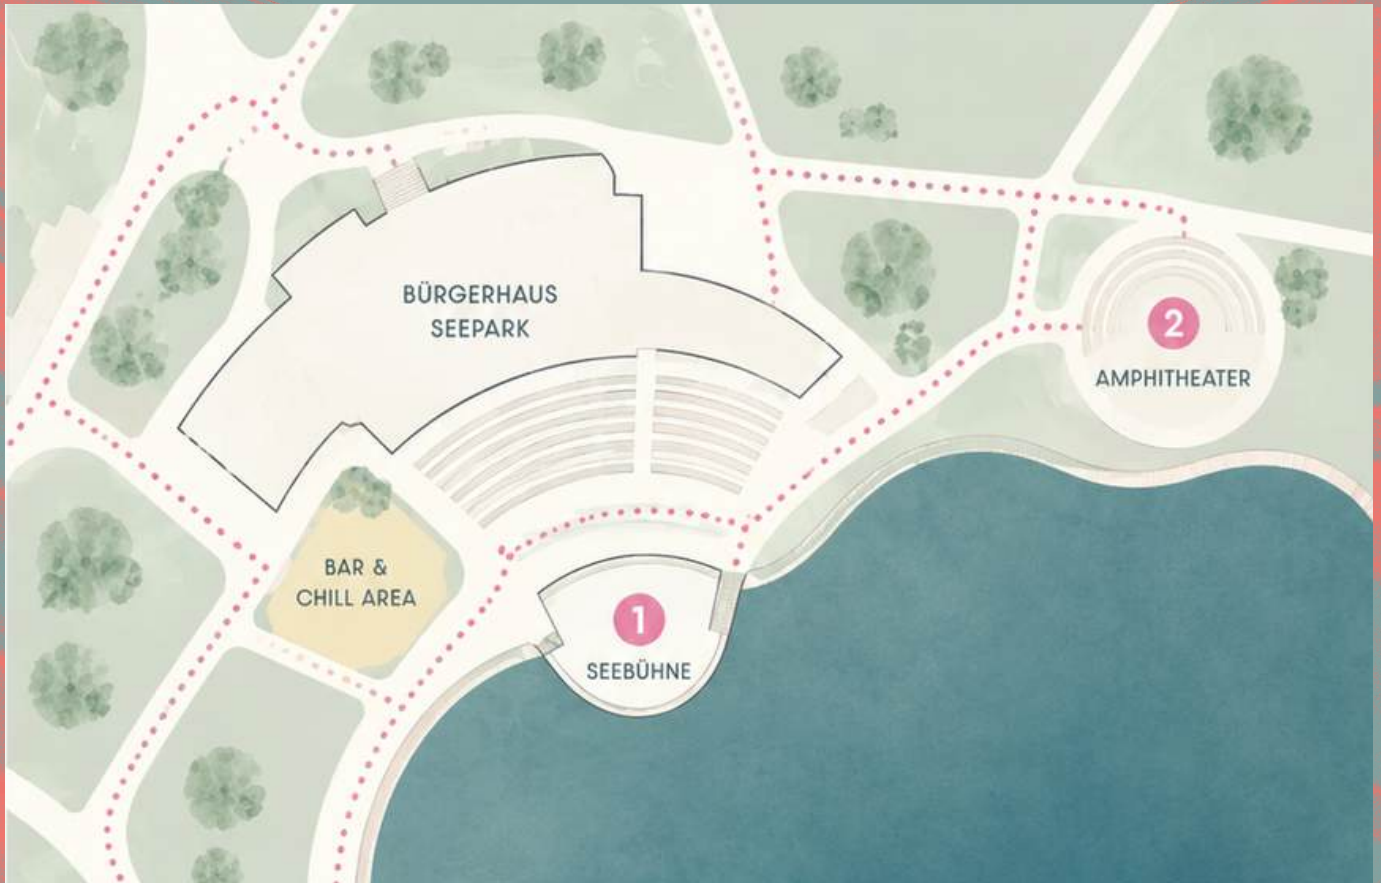 BÜRGERHAUS
SEEPARK
2
AMPHITHEATER
BAR &
CHILL AREA
1
SEEBÜHNE